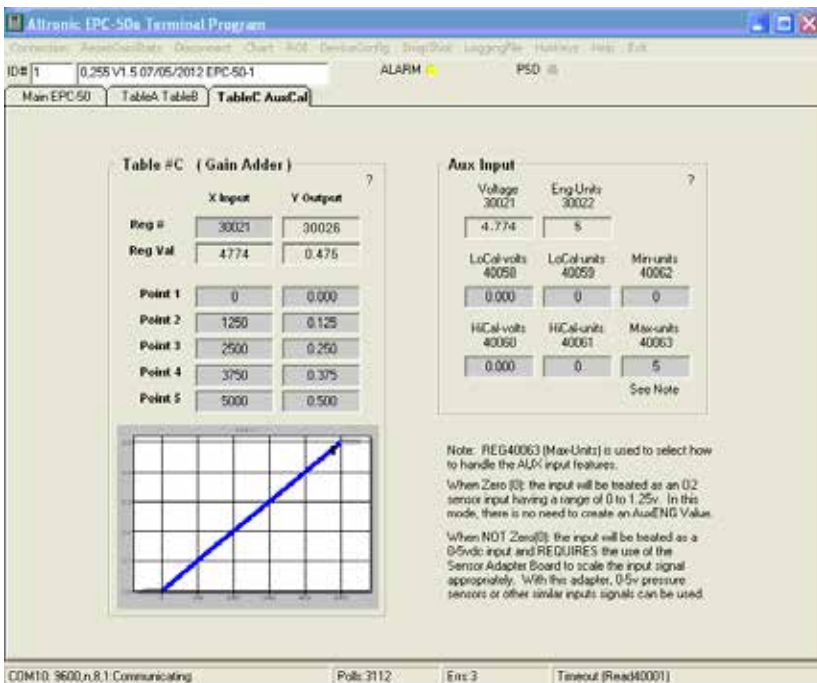 Altronic EPC-50e Terminal Program
Connection ResetGainStats Disconnect Chart DeviceConfig SnapShot LoggingFile Help Exit
ID# 1 0,255 V1.5 07/05/2012 EPC-50-1 ALARM PSD
Main EPC-50 TableA TableB TableC AuxCal
Table #C ( Gain Adder )
?
X Input Y Output
Reg # 30021 30026
Reg Val 4774 0.475
Point 1 0 0.000
Point 2 1250 0.125
Point 3 2500 0.250
Point 4 3750 0.375
Point 5 5000 0.500
Aux Input
?
Voltage Eng-Units
30021 30022
4.774 5
LoCal-volts LoCal-units Min-units
40058 40059 40062
0.000 0 0
HiCal-volts HiCal-units Max-units
40060 40061 40063
0.000 0 5
See Note
Note: REG40063 (Max-Units) is used to select how
to handle the AUX input features.
When Zero (0): the input will be treated as an O2
sensor input having a range of 0 to 1.25v. In this
mode, there is no need to create an AuxENG Value.
When NOT Zero(0): the input will be treated as a
0-5vdc input and REQUIRES the use of the
Sensor Adapter Board to scale the input signal
appropriately. With this adapter, 0-5v pressure
sensors or other similar inputs signals can be used.
COM10: 9600,n,8,1 Communicating Polls: 3112 Errs: 3 Timeout (Read40001)